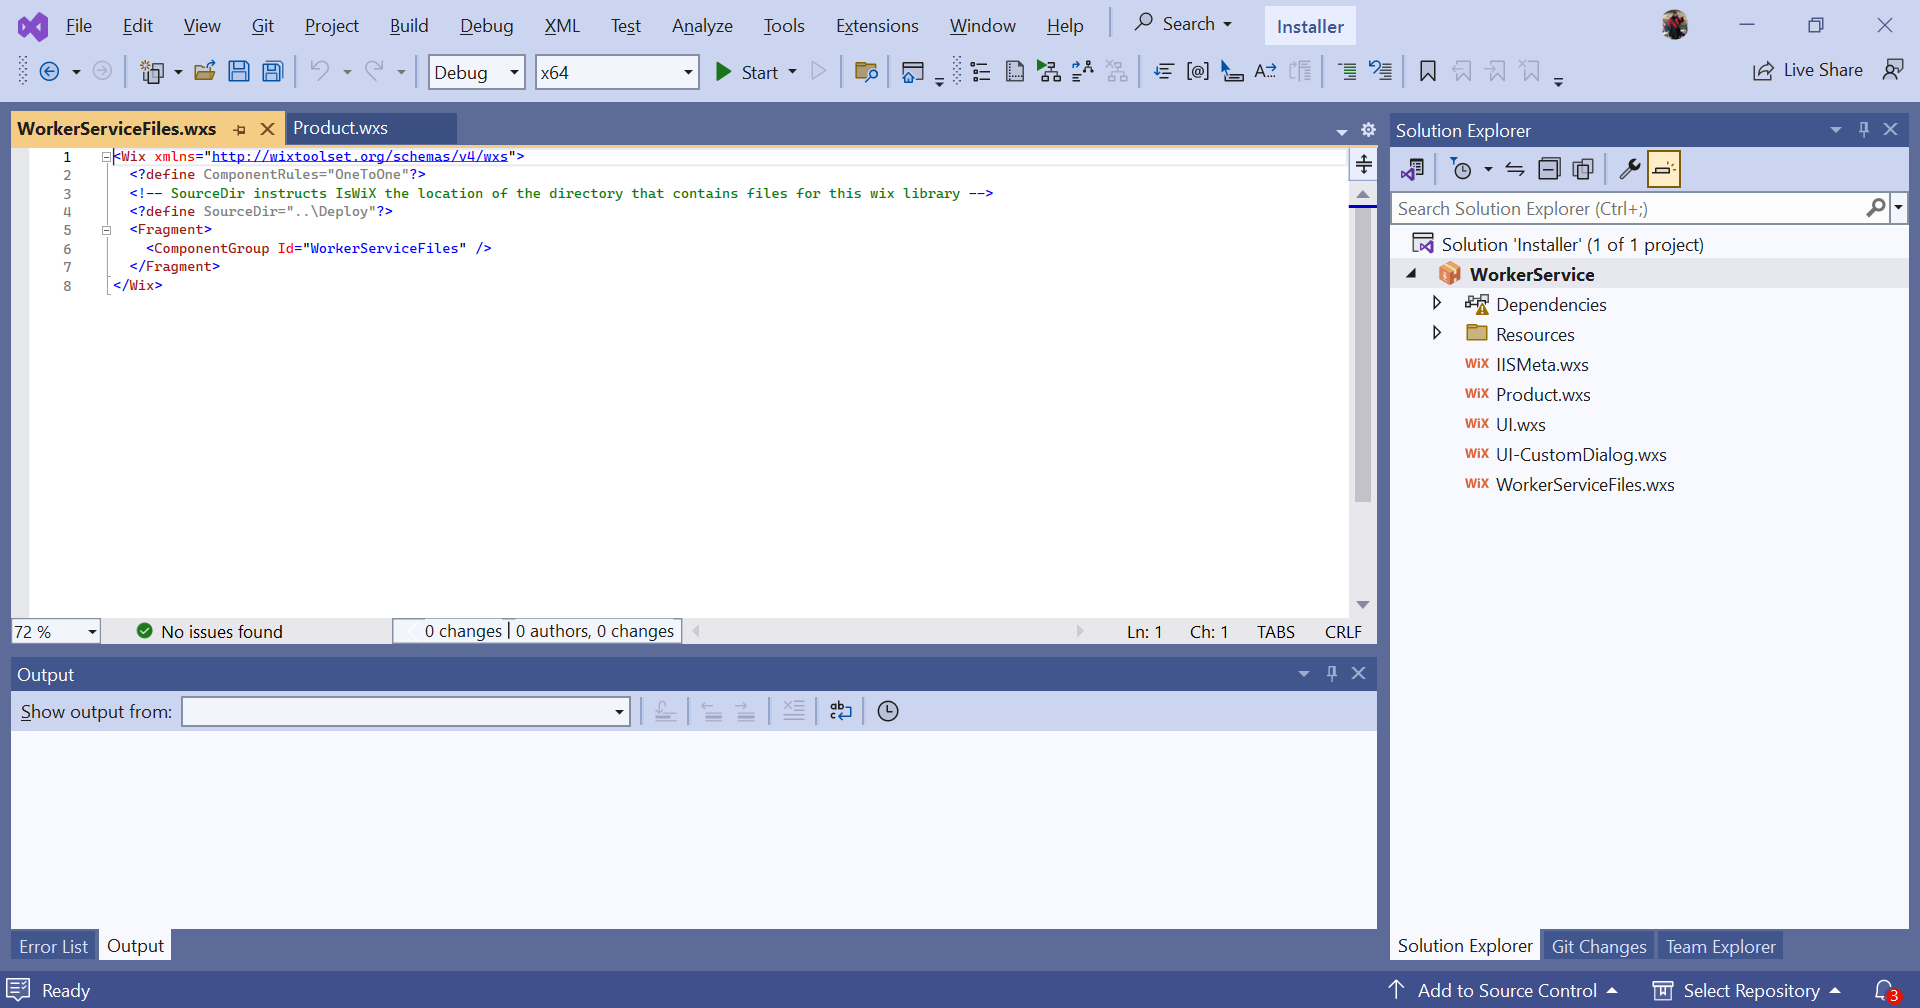 File Edit View Git Project Build Debug XML Test Analyze Tools Extensions Window Help Search Installer
Debug x64 Start Live Share
WorkerServiceFiles.wxs Product.wxs
1 <Wix xmlns="http://wixtoolset.org/schemas/v4/wxs">
2 <?define ComponentRules="OneToOne"?>
3 <!-- SourceDir instructs IsWiX the location of the directory that contains files for this wix library -->
4 <?define SourceDir="..\Deploy"?>
5 <Fragment>
6 <ComponentGroup Id="WorkerServiceFiles" />
7 </Fragment>
8 </Wix>
72 % No issues found 0 changes | 0 authors, 0 changes Ln: 1 Ch: 1 TABS CRLF
Output
Show output from:
Error List Output
Solution Explorer
Search Solution Explorer (Ctrl+;)
Solution 'Installer' (1 of 1 project)
WorkerService
Dependencies
Resources
WiX IISMeta.wxs
WiX Product.wxs
WiX UI.wxs
WiX UI-CustomDialog.wxs
WiX WorkerServiceFiles.wxs
Solution Explorer Git Changes Team Explorer
Ready Add to Source Control Select Repository 3